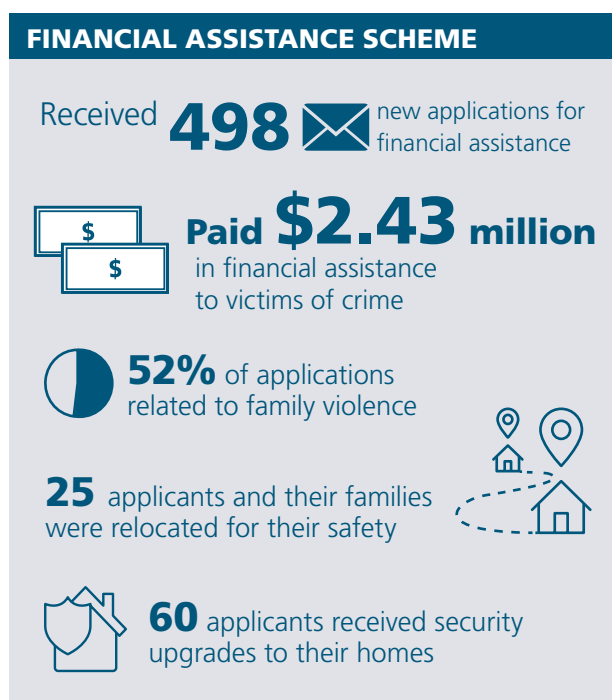 FINANCIAL ASSISTANCE SCHEME
Received 498 new applications for
financial assistance
$
$
Paid $2.43 million
in financial assistance
to victims of crime
52% of applications
related to family violence
25 applicants and their families
were relocated for their safety
60 applicants received security
upgrades to their homes